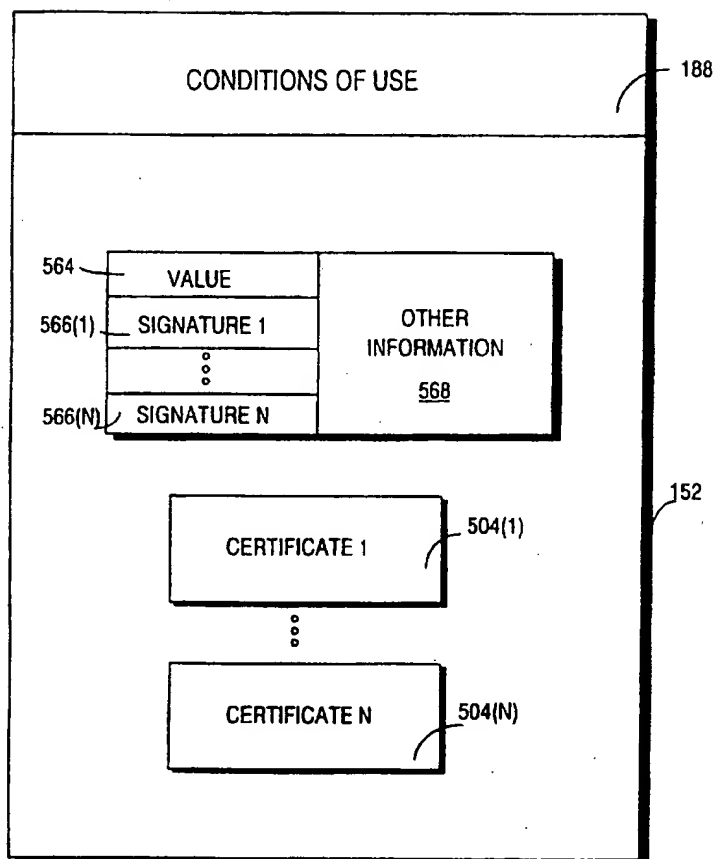 CONDITIONS OF USE
188
564
VALUE
566(1)
SIGNATURE 1
566(N)
SIGNATURE N
OTHER
INFORMATION
568
152
CERTIFICATE 1
504(1)
CERTIFICATE N
504(N)